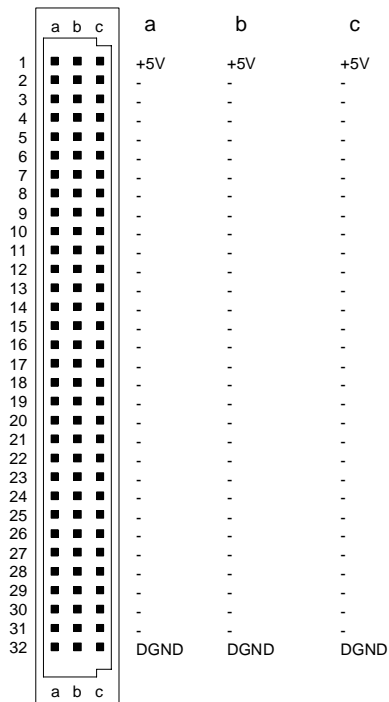 a b c a b c
1 +5V +5V +5V
2 - - -
3 - - -
4 - - -
5 - - -
6 - - -
7 - - -
8 - - -
9 - - -
10 - - -
11 - - -
12 - - -
13 - - -
14 - - -
15 - - -
16 - - -
17 - - -
18 - - -
19 - - -
20 - - -
21 - - -
22 - - -
23 - - -
24 - - -
25 - - -
26 - - -
27 - - -
28 - - -
29 - - -
30 - - -
31 - - -
32 DGND DGND DGND
a b c